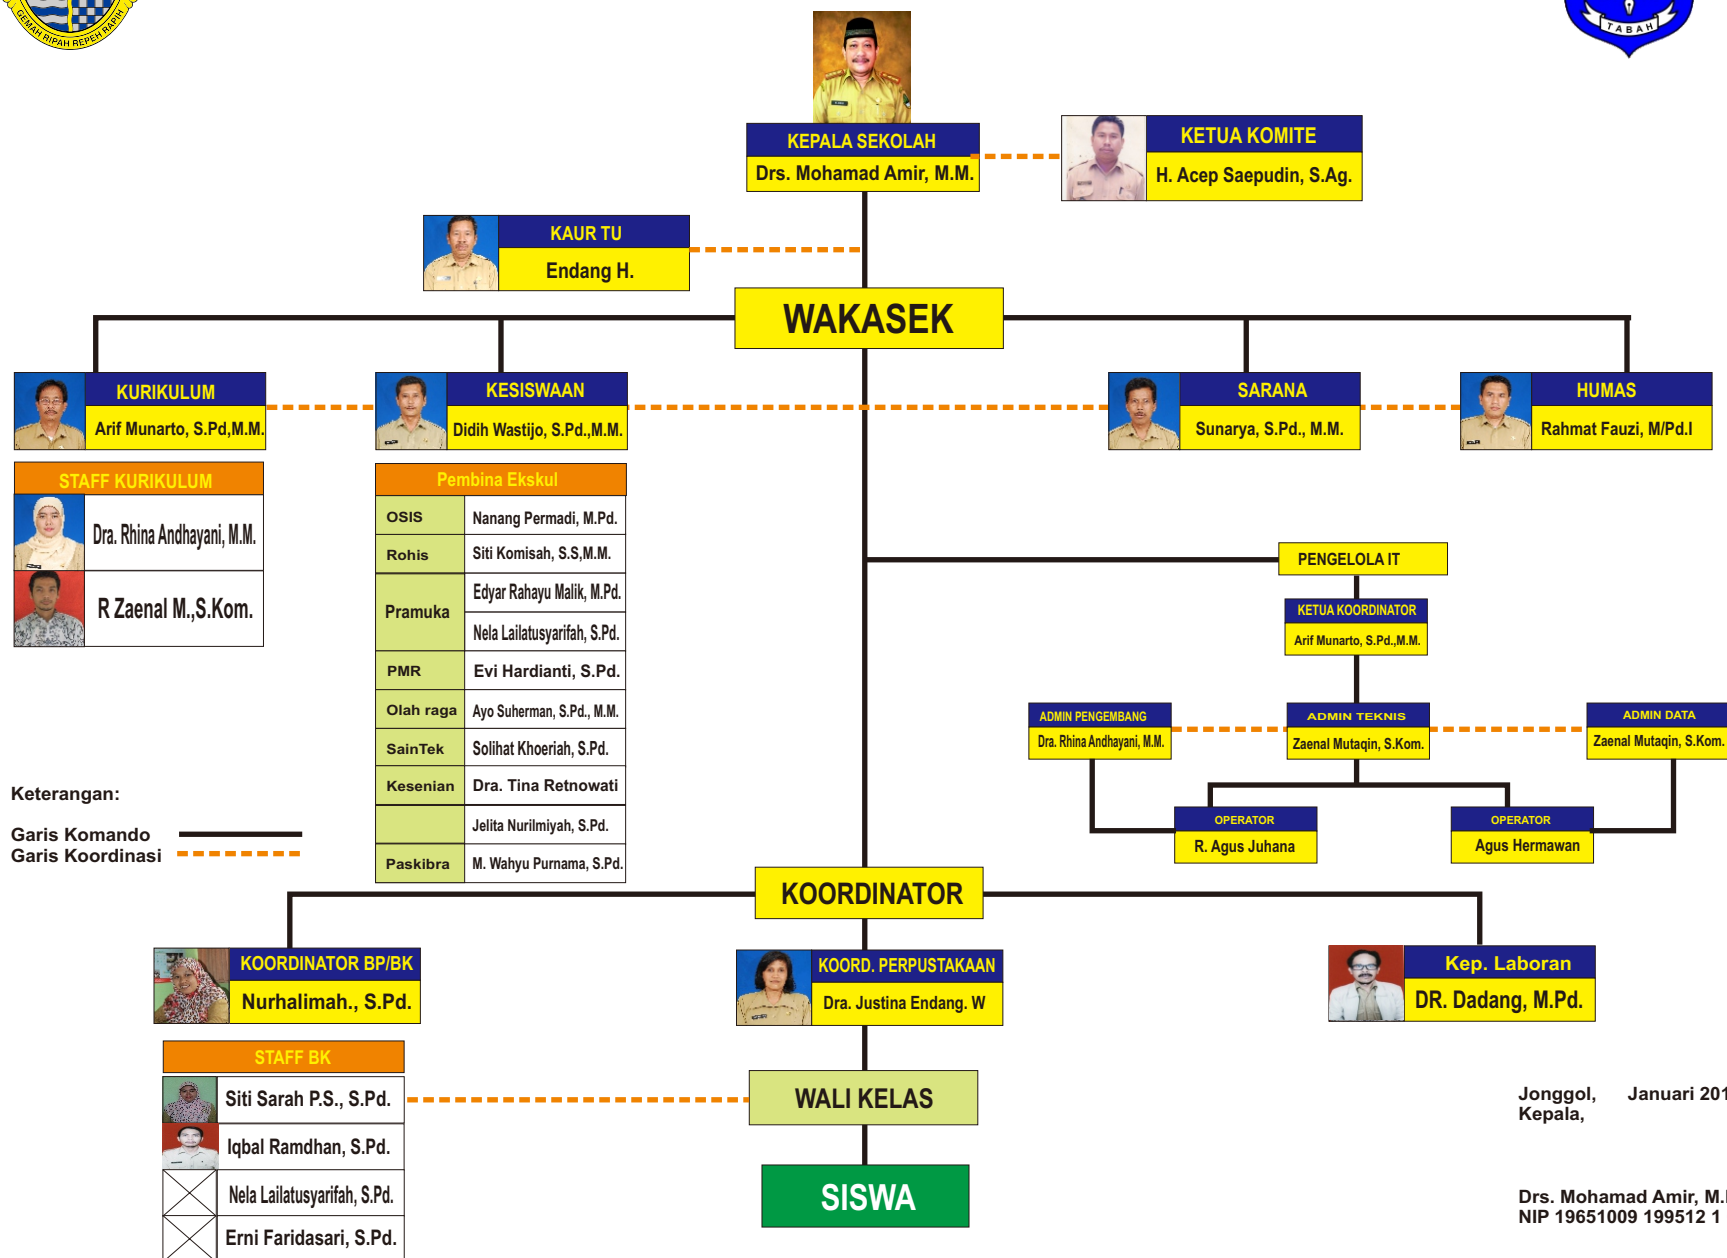 GEMAH RIPAH REPEH RAPIH
TABAH
KEPALA SEKOLAH
Drs. Mohamad Amir, M.M.
KETUA KOMITE
H. Acep Saepudin, S.Ag.
KAUR TU
Endang H.
WAKASEK
KURIKULUM
Arif Munarto, S.Pd,M.M.
KESISWAAN
Didih Wastijo, S.Pd.,M.M.
SARANA
Sunarya, S.Pd., M.M.
HUMAS
Rahmat Fauzi, M/Pd.I
STAFF KURIKULUM
Dra. Rhina Andhayani, M.M.
R Zaenal M.,S.Kom.
Pembina Ekskul
OSIS Nanang Permadi, M.Pd.
Rohis Siti Komisah, S.S,M.M.
Pramuka Edyar Rahayu Malik, M.Pd.
Nela Lailatusyarifah, S.Pd.
PMR Evi Hardianti, S.Pd.
Olah raga Ayo Suherman, S.Pd., M.M.
SainTek Solihat Khoeriah, S.Pd.
Kesenian Dra. Tina Retnowati
Jelita Nurilmiyah, S.Pd.
Paskibra M. Wahyu Purnama, S.Pd.
PENGELOLA IT
KETUA KOORDINATOR
Arif Munarto, S.Pd.,M.M.
ADMIN PENGEMBANG
Dra. Rhina Andhayani, M.M.
ADMIN TEKNIS
Zaenal Mutaqin, S.Kom.
ADMIN DATA
Zaenal Mutaqin, S.Kom.
OPERATOR
R. Agus Juhana
OPERATOR
Agus Hermawan
Keterangan:
Garis Komando
Garis Koordinasi
KOORDINATOR
KOORDINATOR BP/BK
Nurhalimah., S.Pd.
KOORD. PERPUSTAKAAN
Dra. Justina Endang. W
Kep. Laboran
DR. Dadang, M.Pd.
STAFF BK
Siti Sarah P.S., S.Pd.
Iqbal Ramdhan, S.Pd.
Nela Lailatusyarifah, S.Pd.
Erni Faridasari, S.Pd.
WALI KELAS
SISWA
Jonggol, Januari 201
Kepala,
Drs. Mohamad Amir, M.
NIP 19651009 199512 1